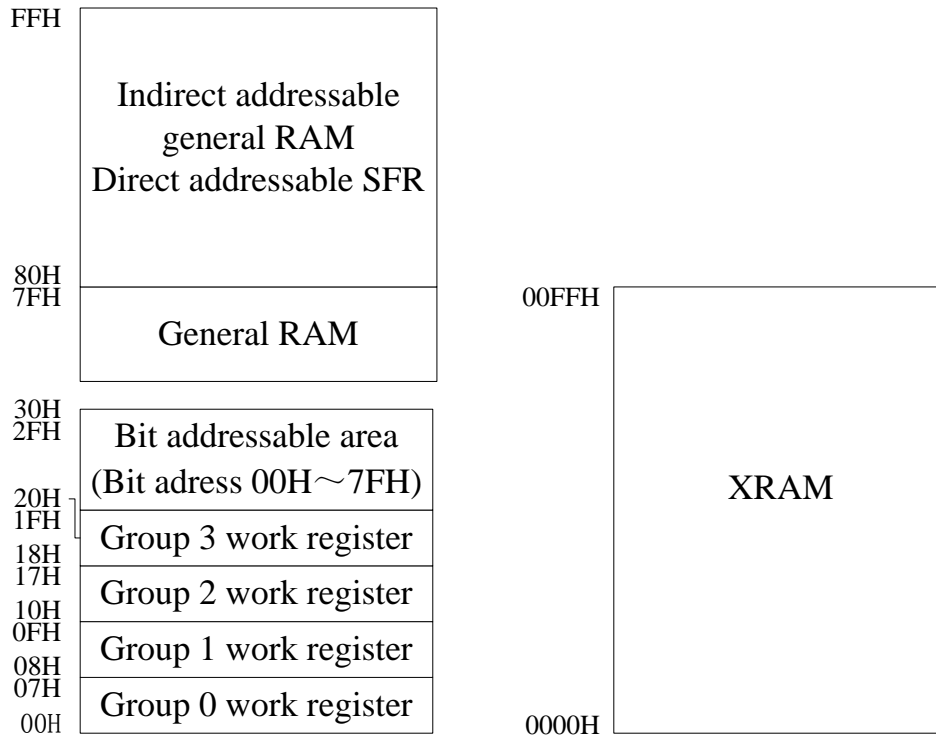 FFH
Indirect addressable
general RAM
Direct addressable SFR
80H
7FH
General RAM
30H
2FH
Bit addressable area
(Bit adress 00H～7FH)
20H
1FH
Group 3 work register
18H
17H
Group 2 work register
10H
0FH
Group 1 work register
08H
07H
Group 0 work register
00H
00FFH
XRAM
0000H